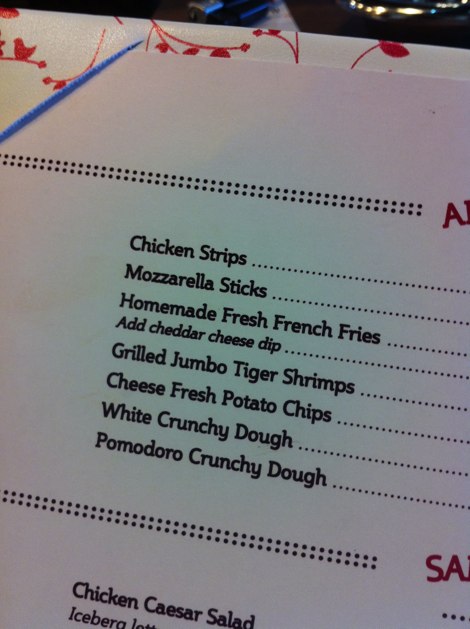 Chicken Strips
Mozzarella Sticks
Homemade Fresh French Fries
Add cheddar cheese dip
Grilled Jumbo Tiger Shrimps
Cheese Fresh Potato Chips
White Crunchy Dough
Pomodoro Crunchy Dough
Chicken Caesar Salad
Iceberg